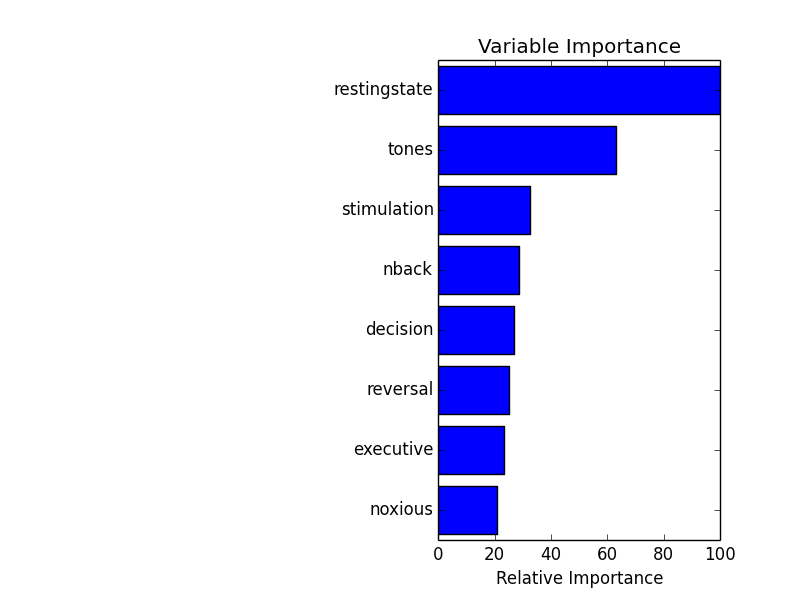 Variable Importance
restingstate
tones
stimulation
nback
decision
reversal
executive
noxious
0 20 40 60 80 100
Relative Importance